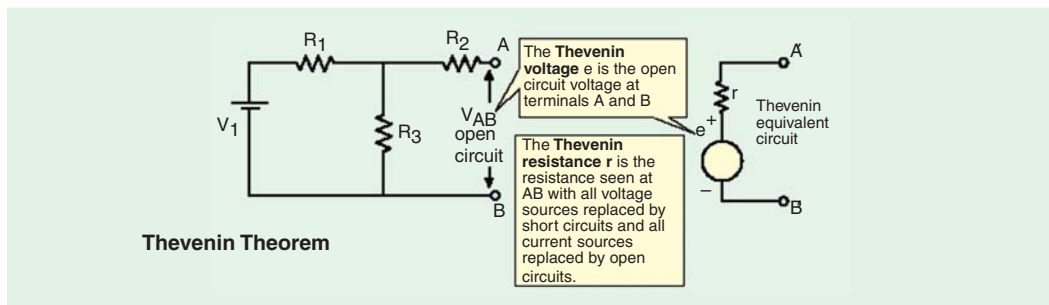 R1
R2
A
V1
R3
VAB
open
circuit
B
The Thevenin
voltage e is the open
circuit voltage at
terminals A and B
The Thevenin
resistance r is the
resistance seen at
AB with all voltage
sources replaced by
short circuits and all
current sources
replaced by open
circuits.
A'
r
e
+
–
Thevenin
equivalent
circuit
B'
Thevenin Theorem